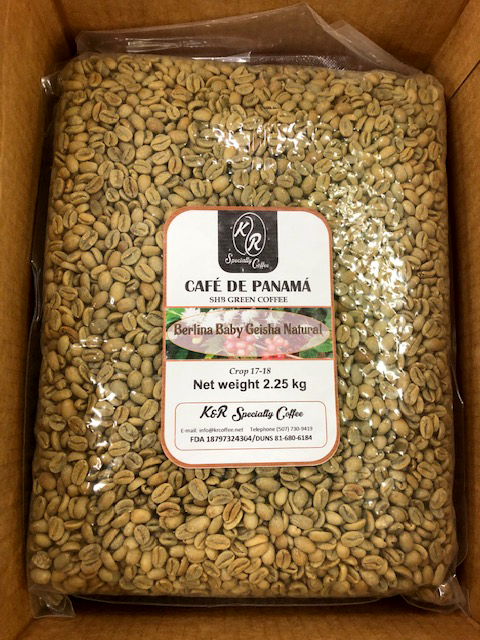 KR
Specialty Coffee
CAFÉ DE PANAMÁ
SHB GREEN COFFEE
Berlina Baby Geisha Natural
Crop 17-18
Net weight 2.25 kg
K&R Specialty Coffee
E-mail: info@krcoffee.net Telephone (507) 730-9419
FDA 18797324364/DUNS 81-680-6184